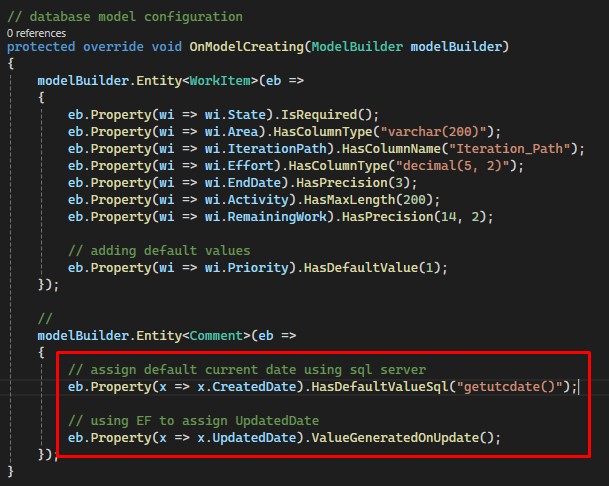 // database model configuration
0 references
protected override void OnModelCreating(ModelBuilder modelBuilder)
{
    modelBuilder.Entity<WorkItem>(eb =>
    {
        eb.Property(wi => wi.State).IsRequired();
        eb.Property(wi => wi.Area).HasColumnType("varchar(200)");
        eb.Property(wi => wi.IterationPath).HasColumnName("Iteration_Path");
        eb.Property(wi => wi.Effort).HasColumnType("decimal(5, 2)");
        eb.Property(wi => wi.EndDate).HasPrecision(3);
        eb.Property(wi => wi.Activity).HasMaxLength(200);
        eb.Property(wi => wi.RemainingWork).HasPrecision(14, 2);

        // adding default values
        eb.Property(wi => wi.Priority).HasDefaultValue(1);
    });

    //
    modelBuilder.Entity<Comment>(eb =>
    {
        // assign default current date using sql server
        eb.Property(x => x.CreatedDate).HasDefaultValueSql("getutcdate()");

        // using EF to assign UpdatedDate
        eb.Property(x => x.UpdatedDate).ValueGeneratedOnUpdate();
    });
}